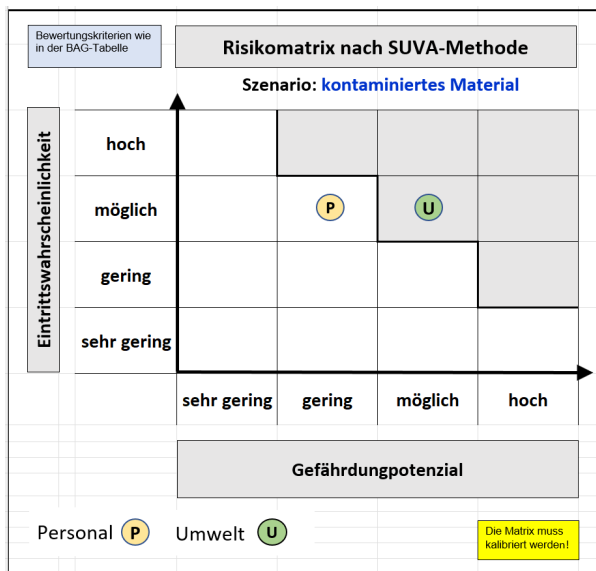 Bewertungskriterien wie
in der BAG-Tabelle
Risikomatrix nach SUVA-Methode
Szenario: kontaminiertes Material
Eintrittswahrscheinlichkeit
hoch
möglich
P
U
gering
sehr gering
sehr gering gering möglich hoch
Gefährdungpotenzial
Personal P Umwelt U
Die Matrix muss
kalibriert werden!